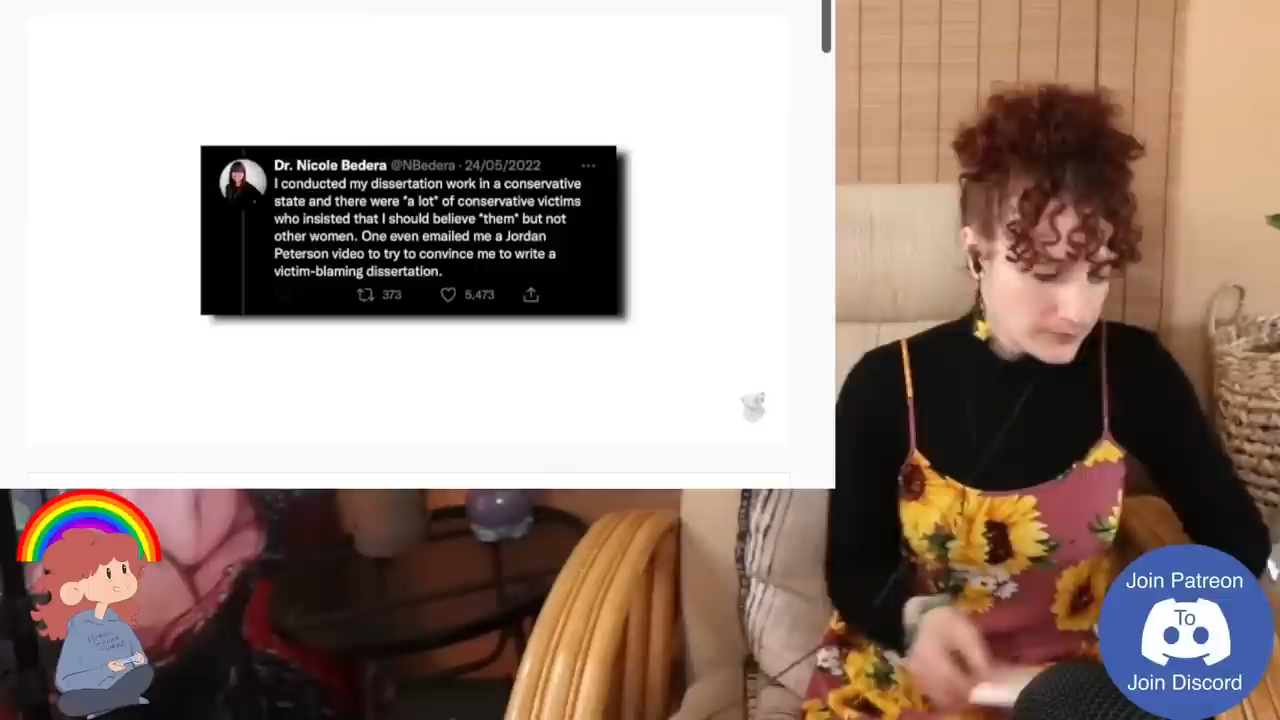 Dr. Nicole Bedera @NBedera · 24/05/2022
I conducted my dissertation work in a conservative
state and there were *a lot* of conservative victims
who insisted that I should believe *them* but not
other women. One even emailed me a Jordan
Peterson video to try to convince me to write a
victim-blaming dissertation.
373 5,473
Join Patreon
To
Join Discord